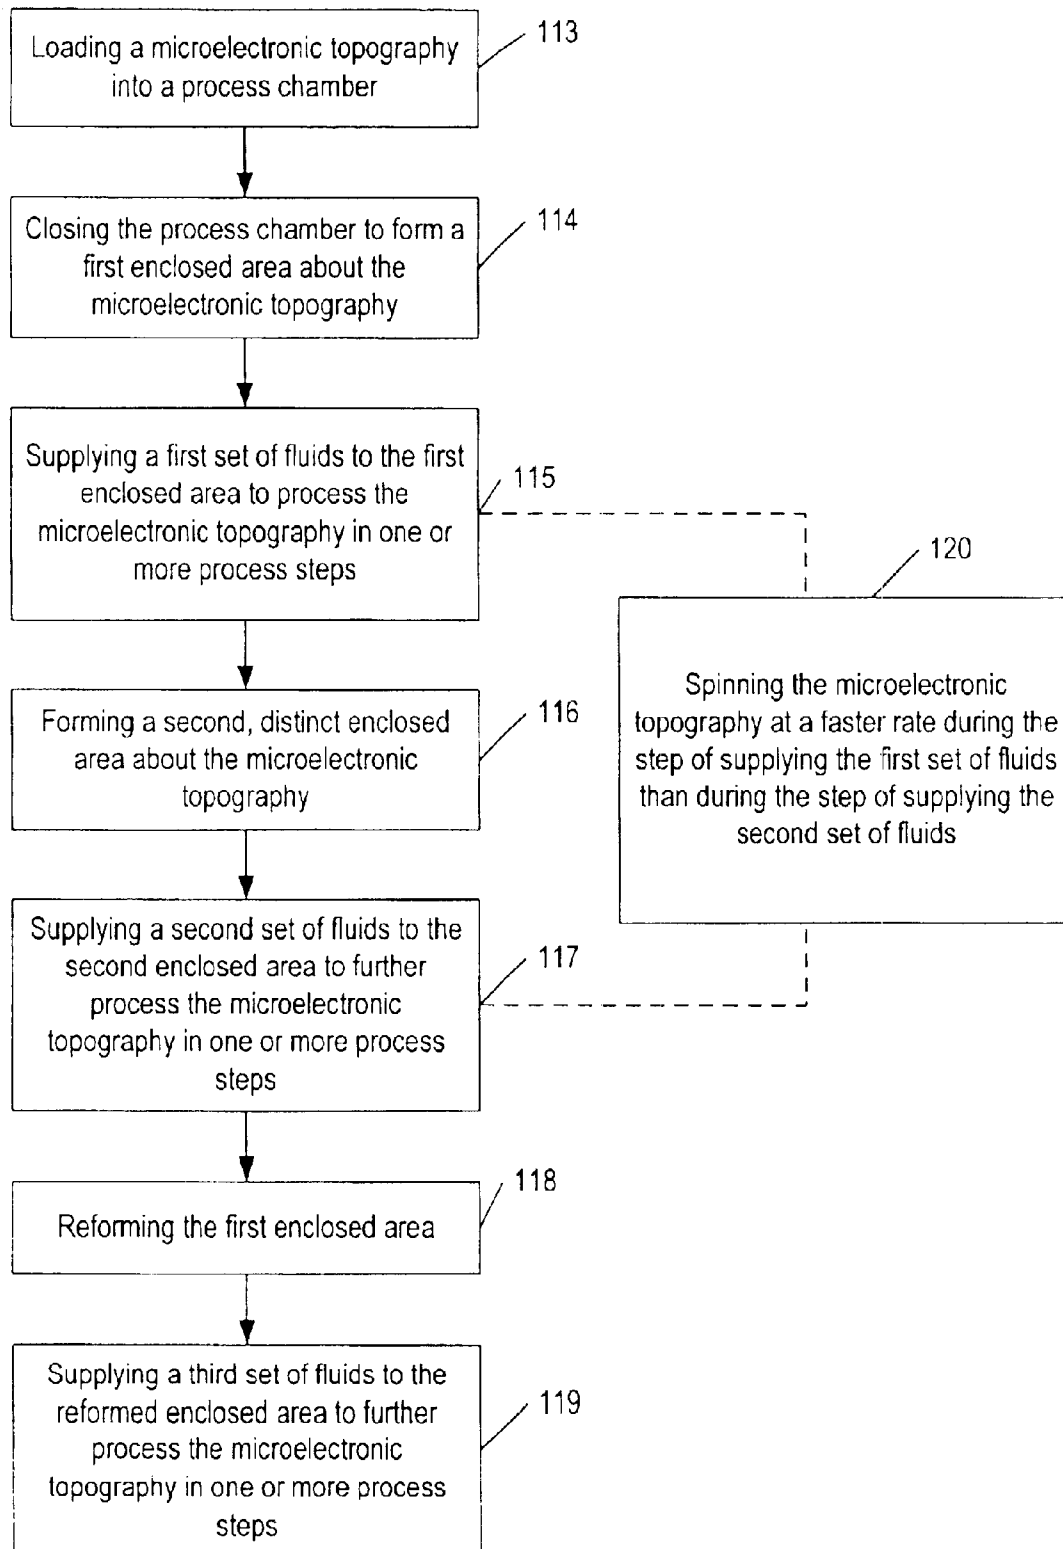 Loading a microelectronic topography
into a process chamber
113
Closing the process chamber to form a
first enclosed area about the
microelectronic topography
114
Supplying a first set of fluids to the first
enclosed area to process the
microelectronic topography in one or
more process steps
115
120
Spinning the microelectronic
topography at a faster rate during the
step of supplying the first set of fluids
than during the step of supplying the
second set of fluids
Forming a second, distinct enclosed
area about the microelectronic
topography
116
Supplying a second set of fluids to the
second enclosed area to further
process the microelectronic
topography in one or more process
steps
117
Reforming the first enclosed area
118
Supplying a third set of fluids to the
reformed enclosed area to further
process the microelectronic
topography in one or more process
steps
119